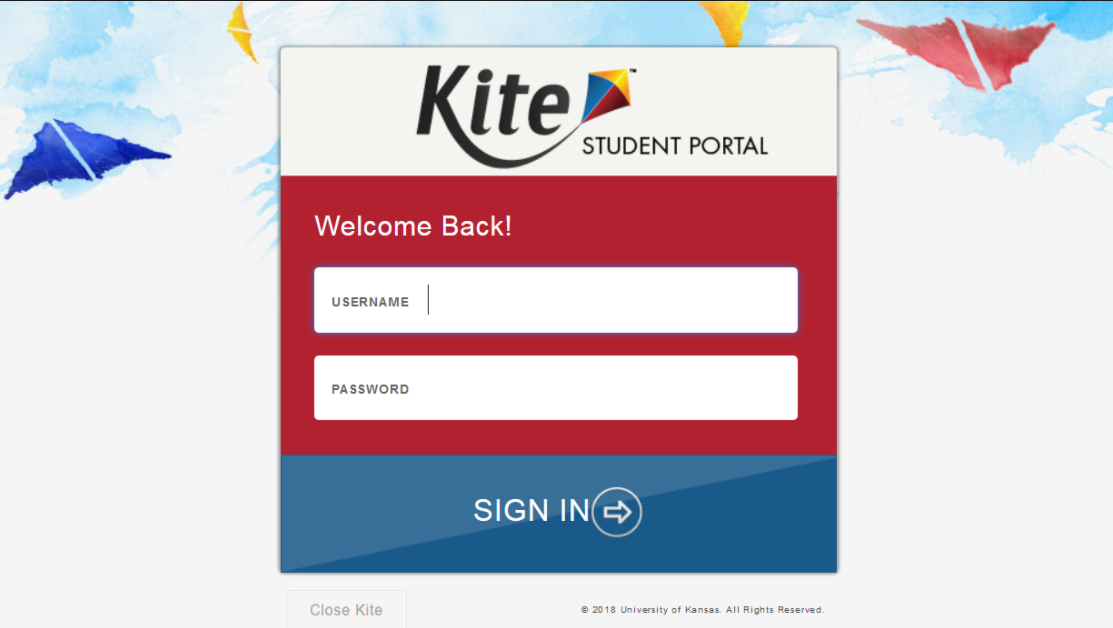 Kite™
STUDENT PORTAL
Welcome Back!
USERNAME
PASSWORD
SIGN IN
Close Kite
© 2018 University of Kansas. All Rights Reserved.